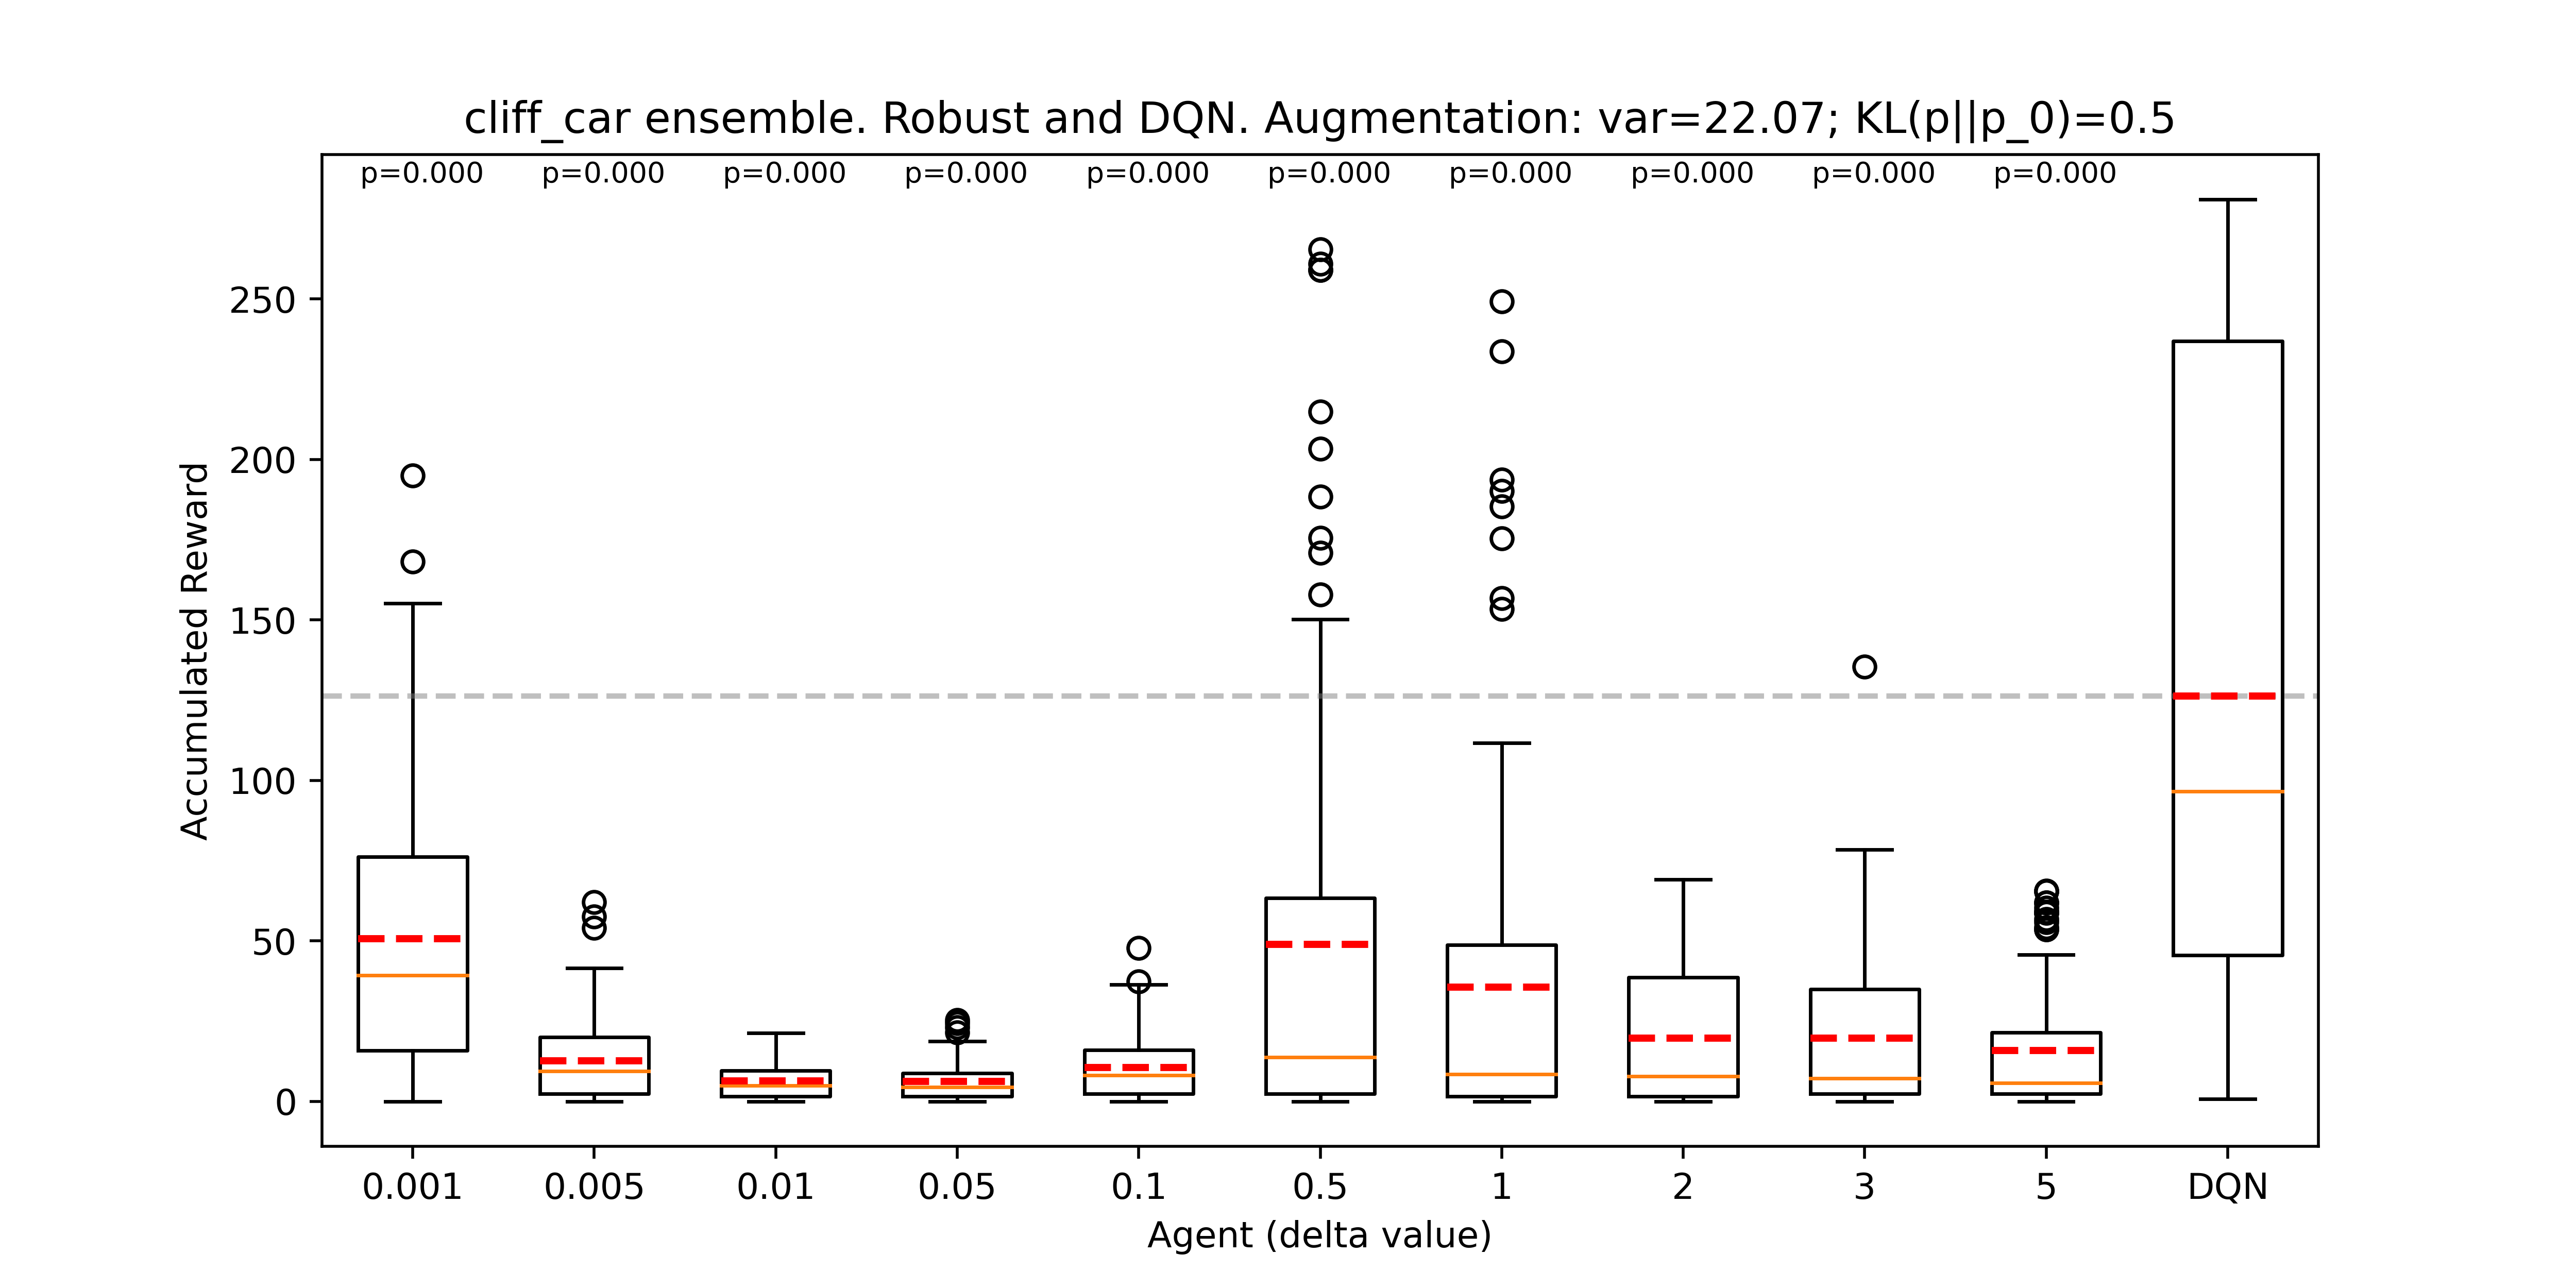 cliff_car ensemble. Robust and DQN. Augmentation: var=22.07; KL(p||p_0)=0.5
p=0.000 p=0.000 p=0.000 p=0.000 p=0.000 p=0.000 p=0.000 p=0.000 p=0.000 p=0.000
250
200
150
100
50
0
Accumulated Reward
0.001 0.005 0.01 0.05 0.1 0.5 1 2 3 5 DQN
Agent (delta value)